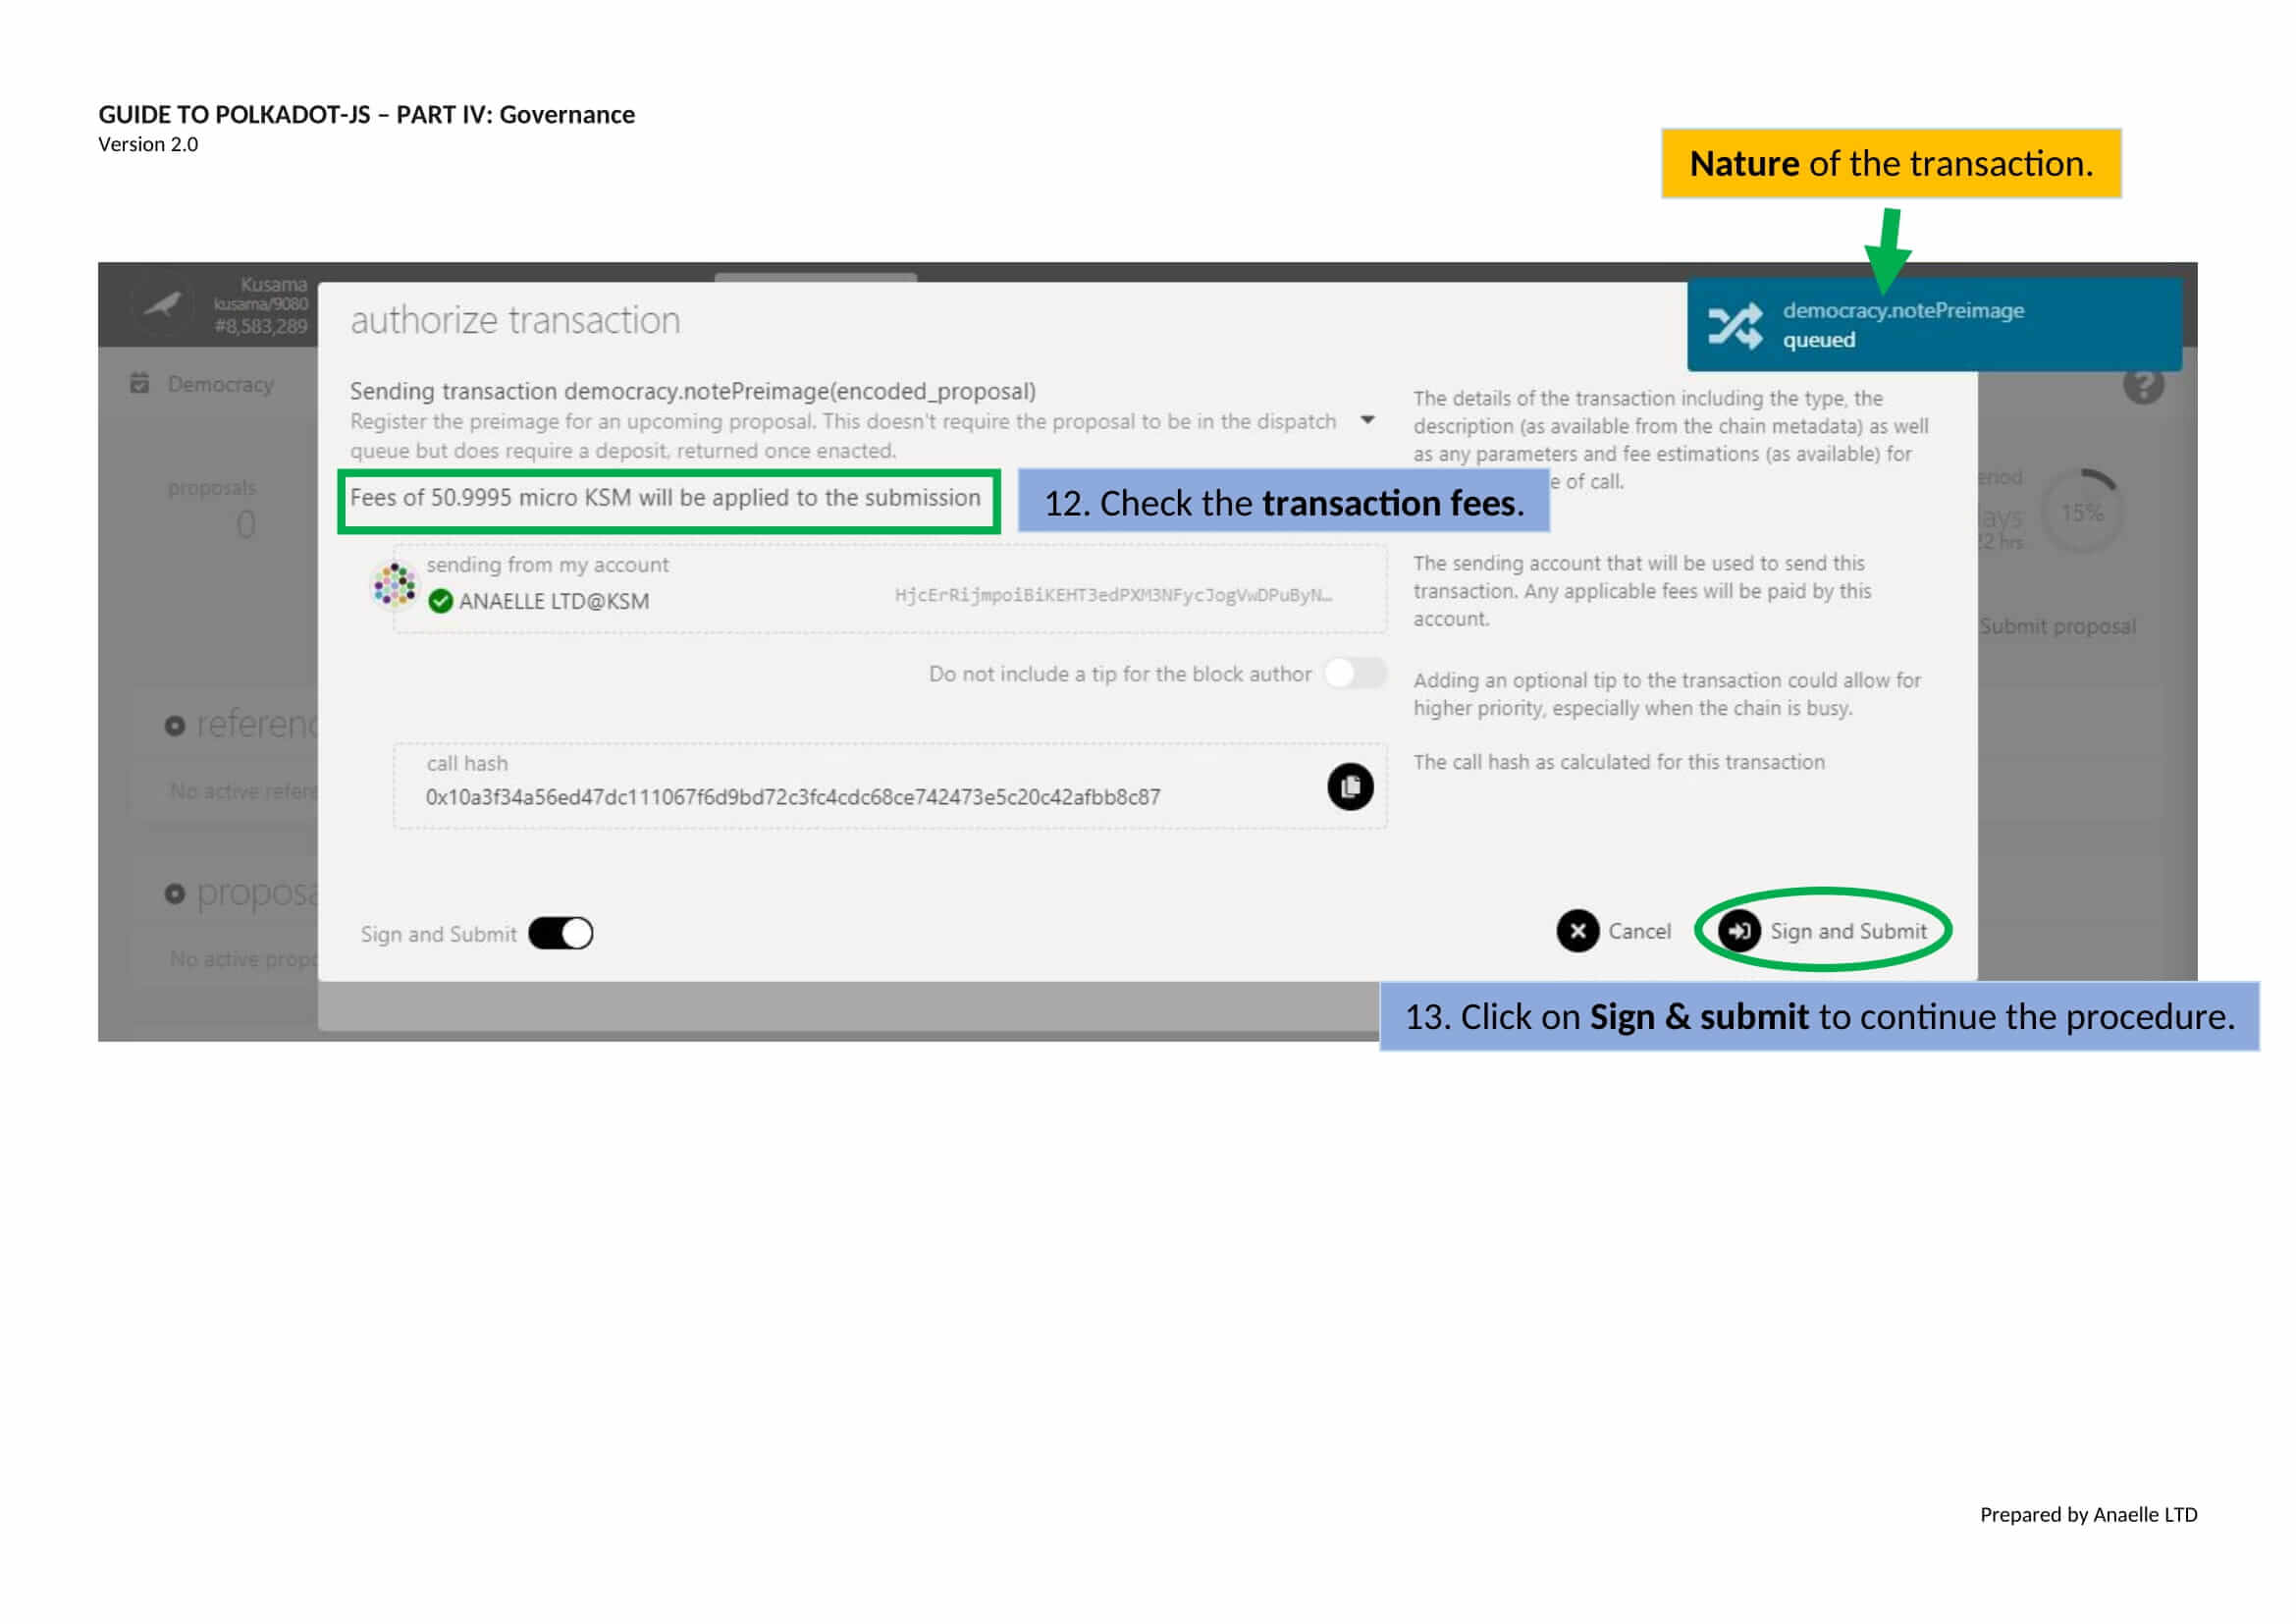 GUIDE TO POLKADOT-JS – PART IV: Governance
Version 2.0
Nature of the transaction.
Kusama
kusama/9080
#8,583,289
authorize transaction
democracy.notePreimage
queued
Democracy
Sending transaction democracy.notePreimage(encoded_proposal)
Register the preimage for an upcoming proposal. This doesn't require the proposal to be in the dispatch
queue but does require a deposit, returned once enacted.
The details of the transaction including the type, the
description (as available from the chain metadata) as well
as any parameters and fee estimations (as available) for
e of call.
proposals
0
Fees of 50.9995 micro KSM will be applied to the submission
12. Check the transaction fees.
15%
sending from my account
ANAELLE LTD@KSM
HjcErRijmpoiBiKEHT3edPXM3NFycJogVwDPuByN…
The sending account that will be used to send this
transaction. Any applicable fees will be paid by this
account.
Submit proposal
Do not include a tip for the block author
Adding an optional tip to the transaction could allow for
higher priority, especially when the chain is busy.
referenc
No active refere
call hash
0x10a3f34a56ed47dc111067f6d9bd72c3fc4cdc68ce742473e5c20c42afbb8c87
The call hash as calculated for this transaction
proposa
No active propo
Sign and Submit
Cancel
Sign and Submit
13. Click on Sign & submit to continue the procedure.
Prepared by Anaelle LTD